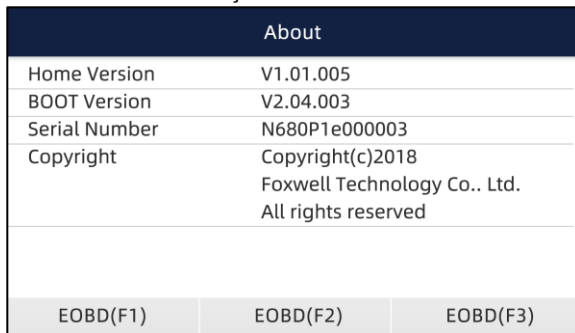 About
Home Version V1.01.005
BOOT Version V2.04.003
Serial Number N680P1e000003
Copyright Copyright(c)2018
Foxwell Technology Co.. Ltd.
All rights reserved
EOBD(F1) EOBD(F2) EOBD(F3)